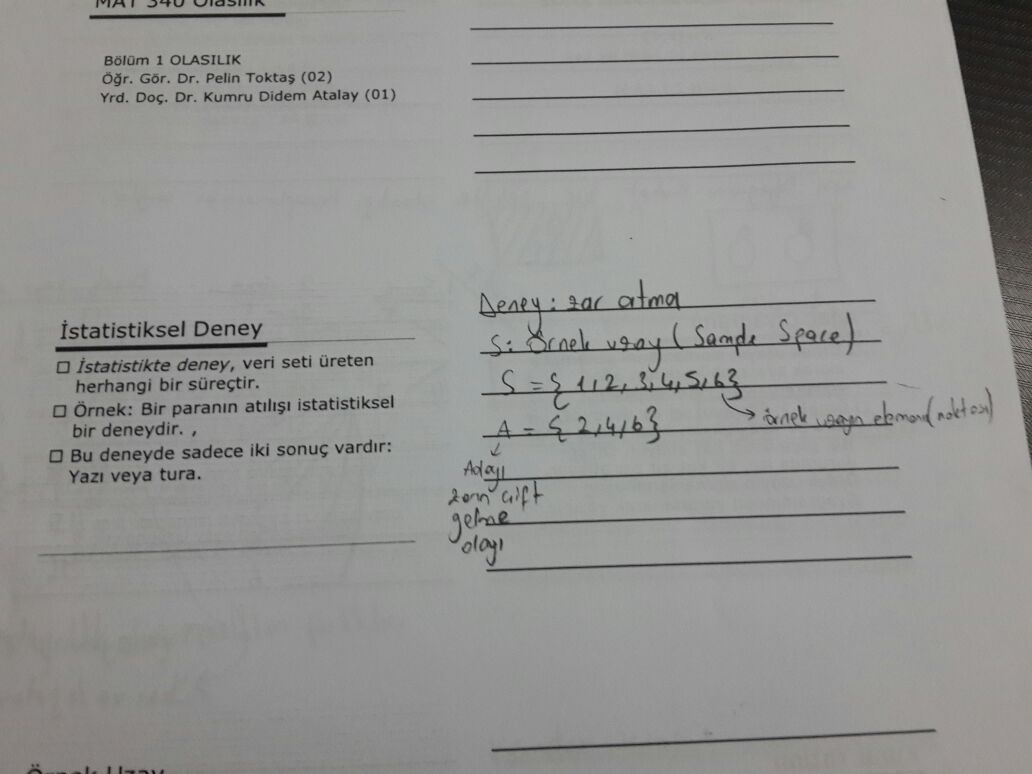 MAT 340 Olasılık
Bölüm 1 OLASILIK
Öğr. Gör. Dr. Pelin Toktaş (02)
Yrd. Doç. Dr. Kumru Didem Atalay (01)
İstatistiksel Deney
□ İstatistikte deney, veri seti üreten
herhangi bir süreçtir.
□ Örnek: Bir paranın atılışı istatistiksel
bir deneydir. ,
□ Bu deneyde sadece iki sonuç vardır:
Yazı veya tura.
Deney: zar atma
S: Örnek uzay (Sample Space)
S = {1,2,3,4,5,6}
örnek uzayın elemanı (noktası)
A = {2,4,6}
A olayı
zarın çift
gelme
olayı
Örnek Uzay